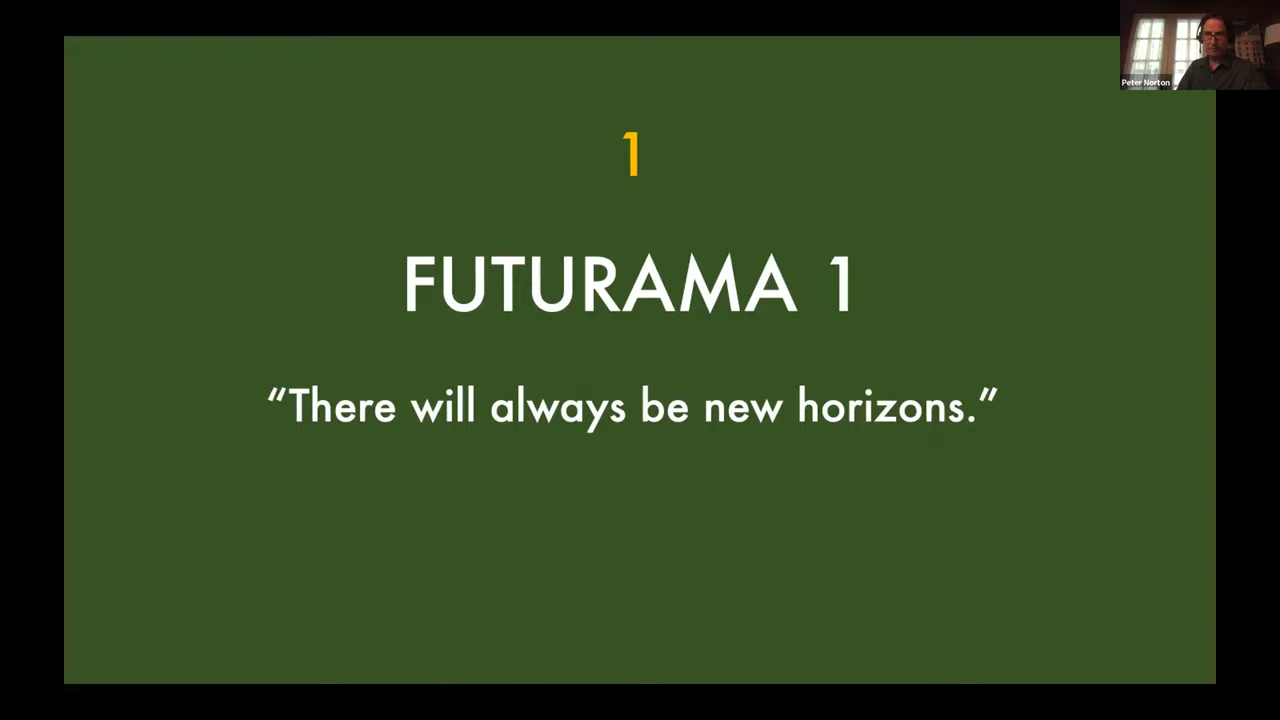 Peter Norton
1
FUTURAMA 1
“There will always be new horizons.”